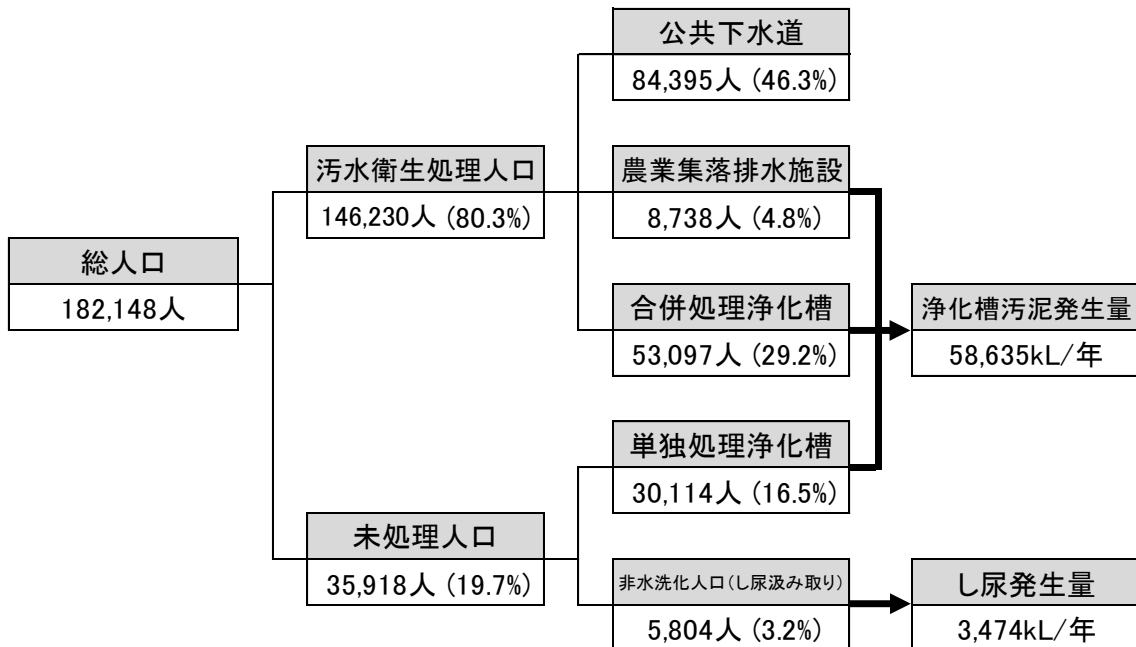 総人口
182,148人
汚水衛生処理人口
146,230人 (80.3%)
未処理人口
35,918人 (19.7%)
公共下水道
84,395人 (46.3%)
農業集落排水施設
8,738人 (4.8%)
合併処理浄化槽
53,097人 (29.2%)
単独処理浄化槽
30,114人 (16.5%)
非水洗化人口(し尿汲み取り)
5,804人 (3.2%)
浄化槽汚泥発生量
58,635kL/年
し尿発生量
3,474kL/年